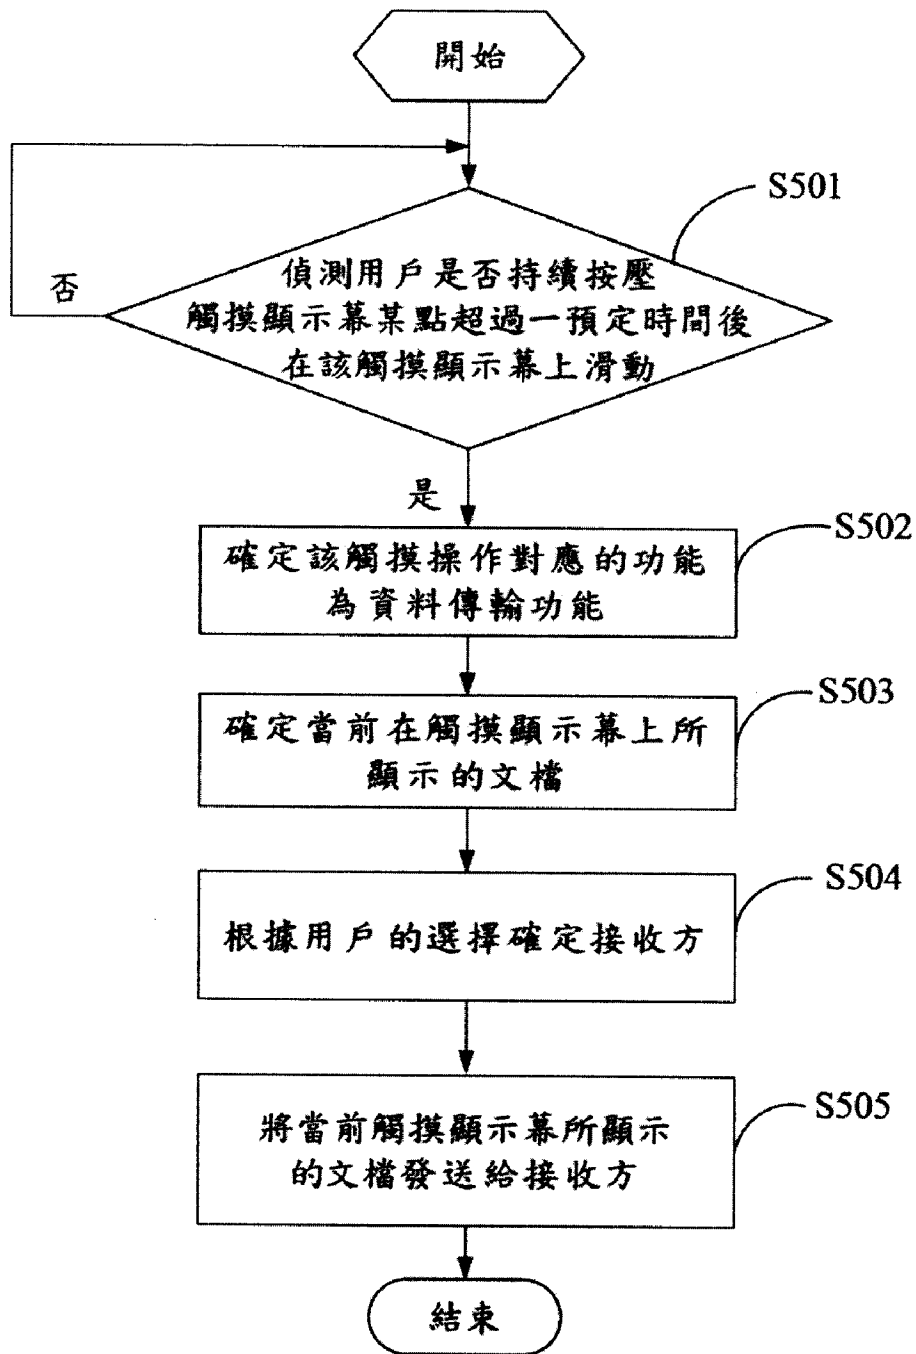 開始
S501
偵測用戶是否持續按壓
觸摸顯示幕某點超過一預定時間後
在該觸摸顯示幕上滑動
否
是
S502
確定該觸摸操作對應的功能
為資料傳輸功能
S503
確定當前在觸摸顯示幕上所
顯示的文檔
S504
根據用戶的選擇確定接收方
S505
將當前觸摸顯示幕所顯示
的文檔發送給接收方
結束